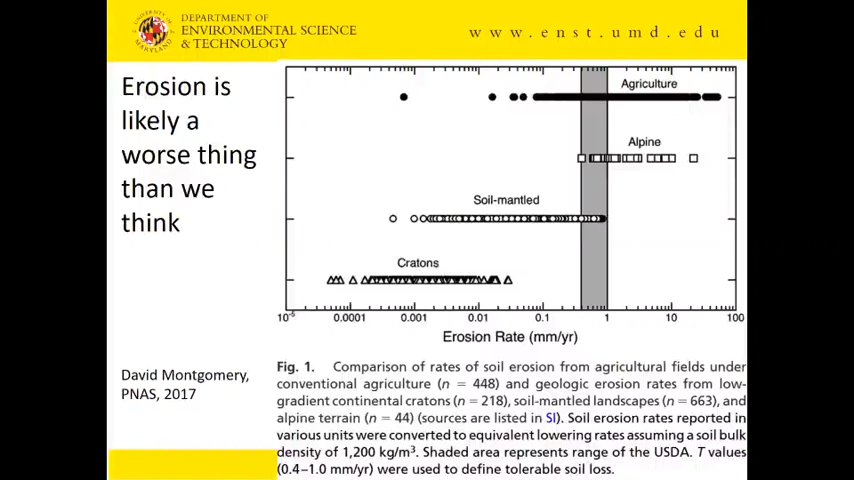 UNIVERSITY OF
MARYLAND
DEPARTMENT OF
ENVIRONMENTAL SCIENCE
& TECHNOLOGY
www.enst.umd.edu
Erosion is
likely a
worse thing
than we
think
David Montgomery,
PNAS, 2017
Agriculture
Alpine
Soil-mantled
Cratons
10⁻⁵ 0.0001 0.001 0.01 0.1 1 10 100
Erosion Rate (mm/yr)
Fig. 1. Comparison of rates of soil erosion from agricultural fields under
conventional agriculture (n = 448) and geologic erosion rates from low-
gradient continental cratons (n = 218), soil-mantled landscapes (n = 663), and
alpine terrain (n = 44) (sources are listed in SI). Soil erosion rates reported in
various units were converted to equivalent lowering rates assuming a soil bulk
density of 1,200 kg/m³. Shaded area represents range of the USDA. T values
(0.4–1.0 mm/yr) were used to define tolerable soil loss.